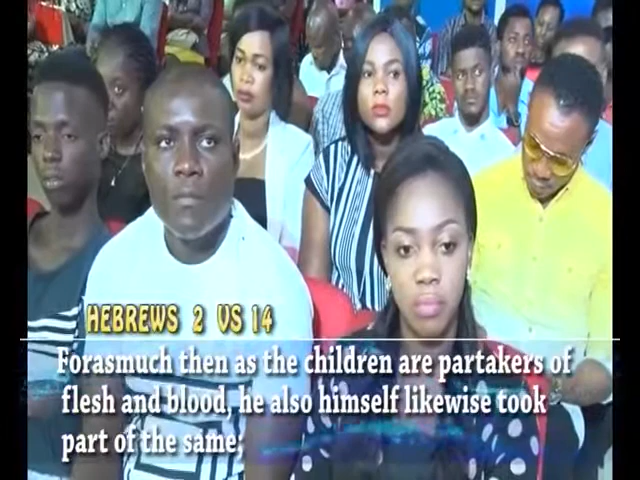 HEBREWS 2 VS 14
Forasmuch then as the children are partakers of
flesh and blood, he also himself likewise took
part of the same;